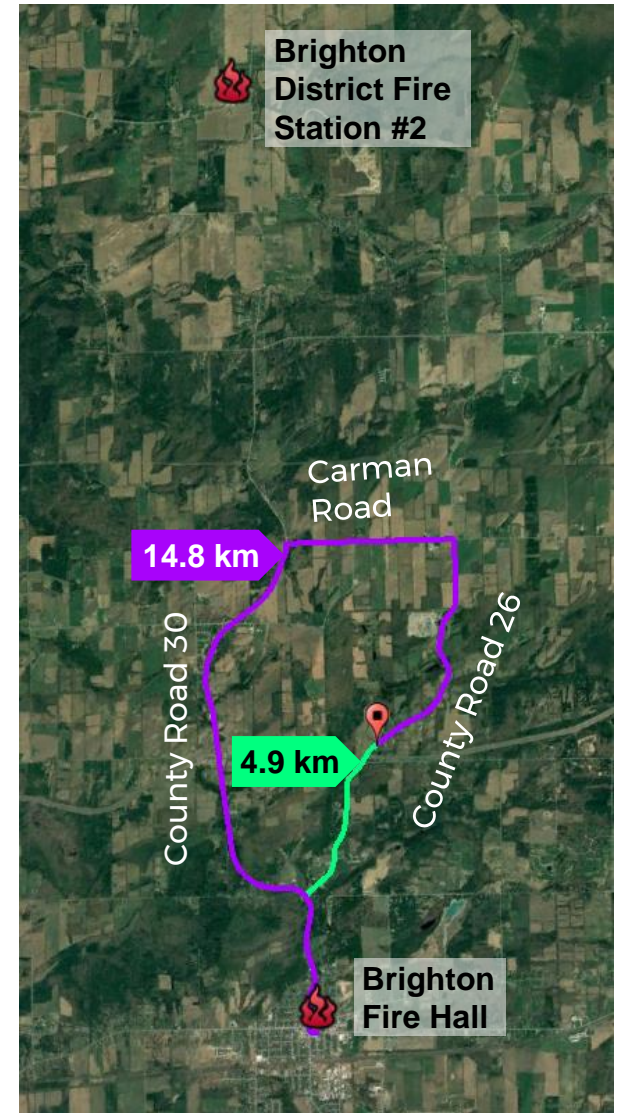 Brighton
District Fire
Station #2
Carman
Road
14.8 km
County Road 30
County Road 26
4.9 km
Brighton
Fire Hall